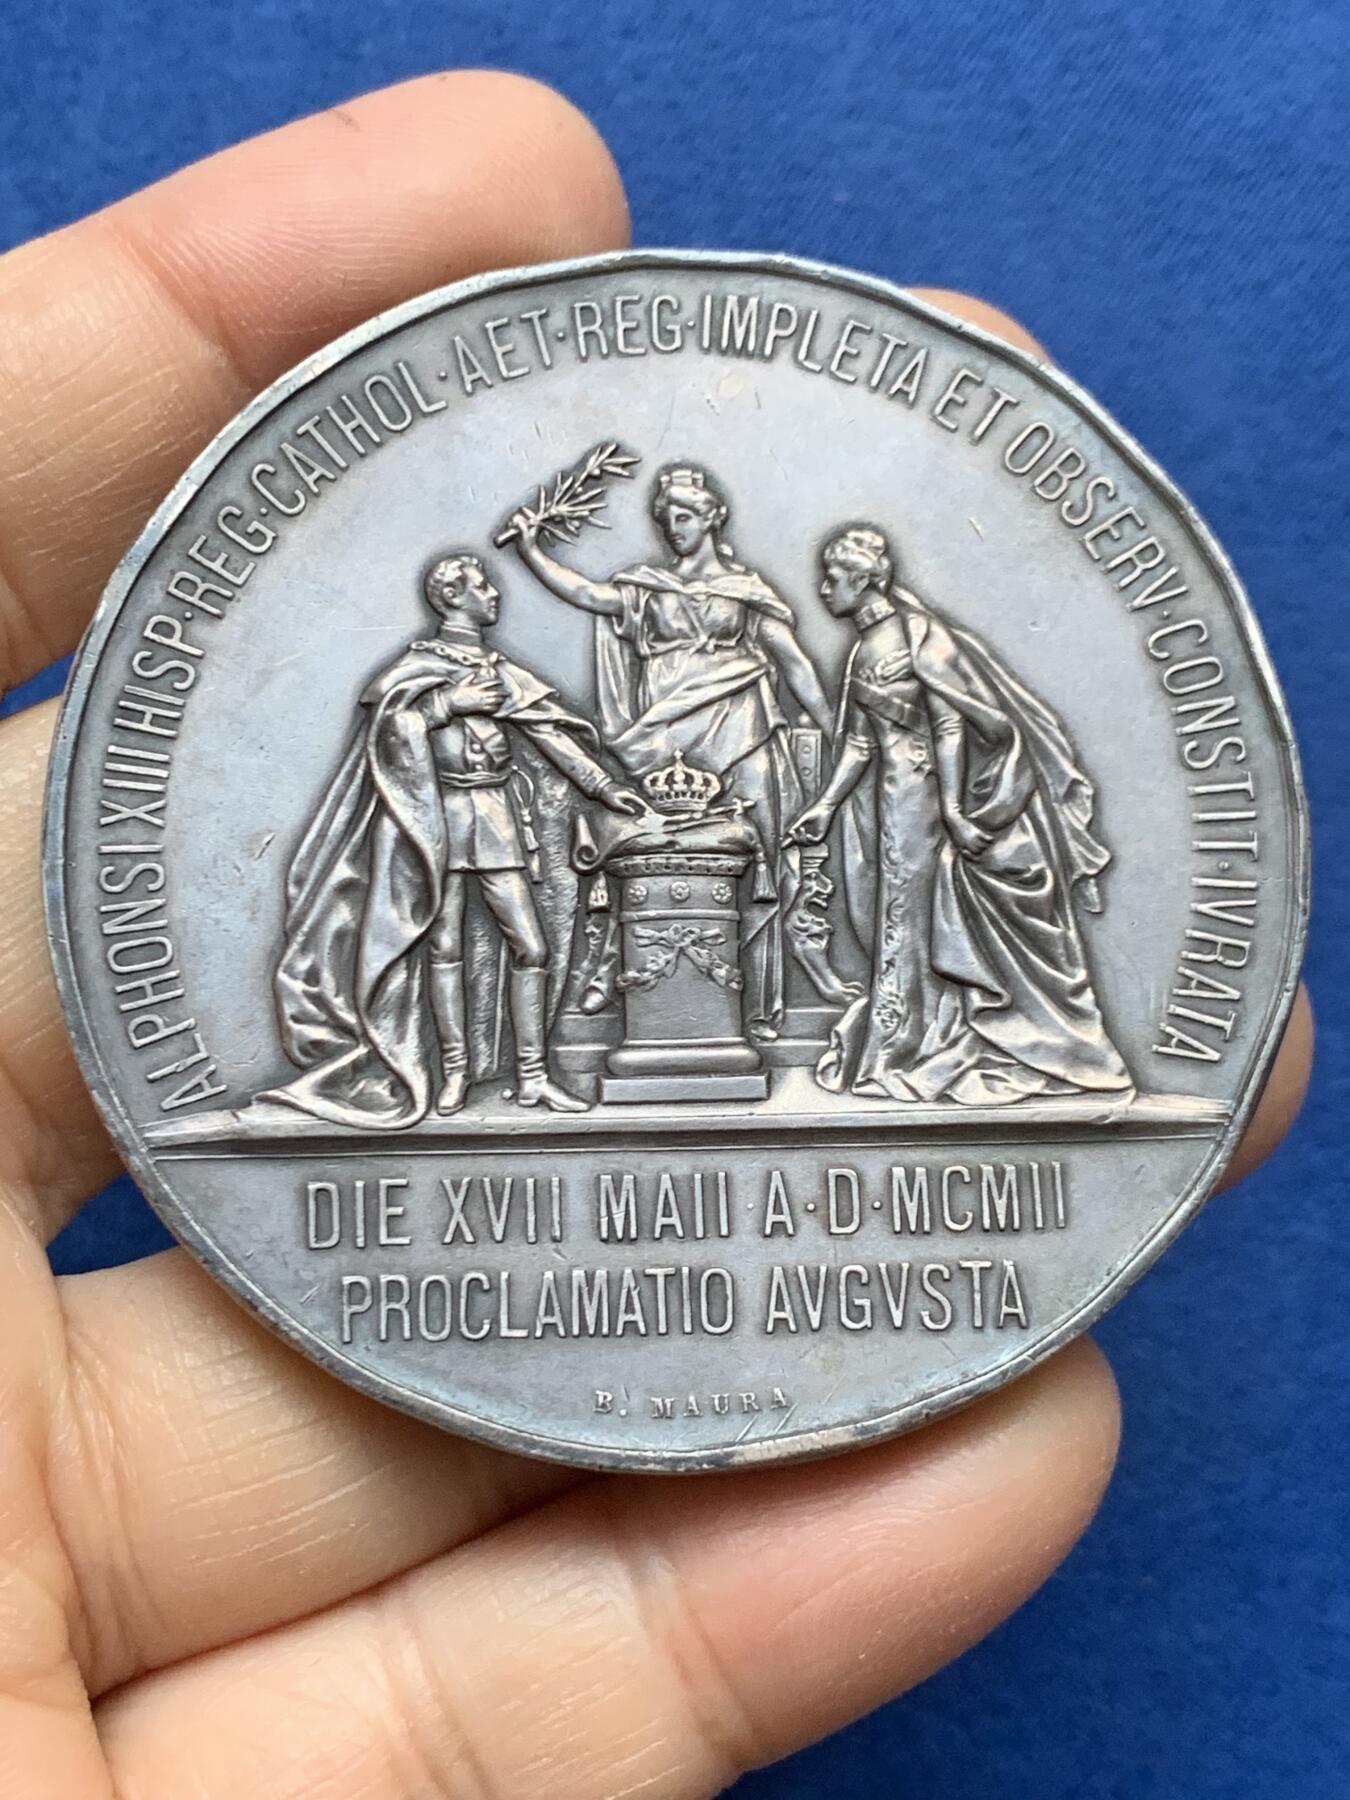 ALPHONSI XIII HISP·REG·CATHOL·AET·REG·IMPLETA ET OBSERV·CONSTIT·IVRATA
DIE XVII MAII·A·D·MCMII
PROCLAMATIO AVGVSTA
B. MAURA